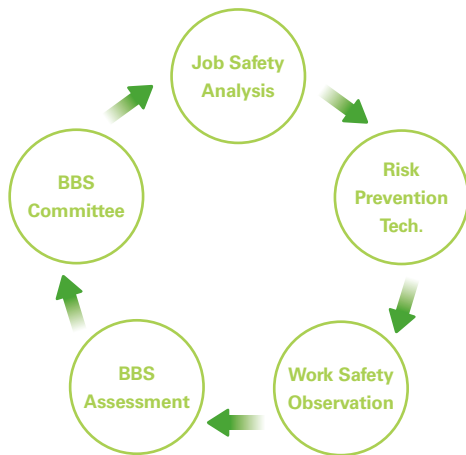 Job Safety
Analysis
Risk
Prevention
Tech.
Work Safety
Observation
BBS
Assessment
BBS
Committee